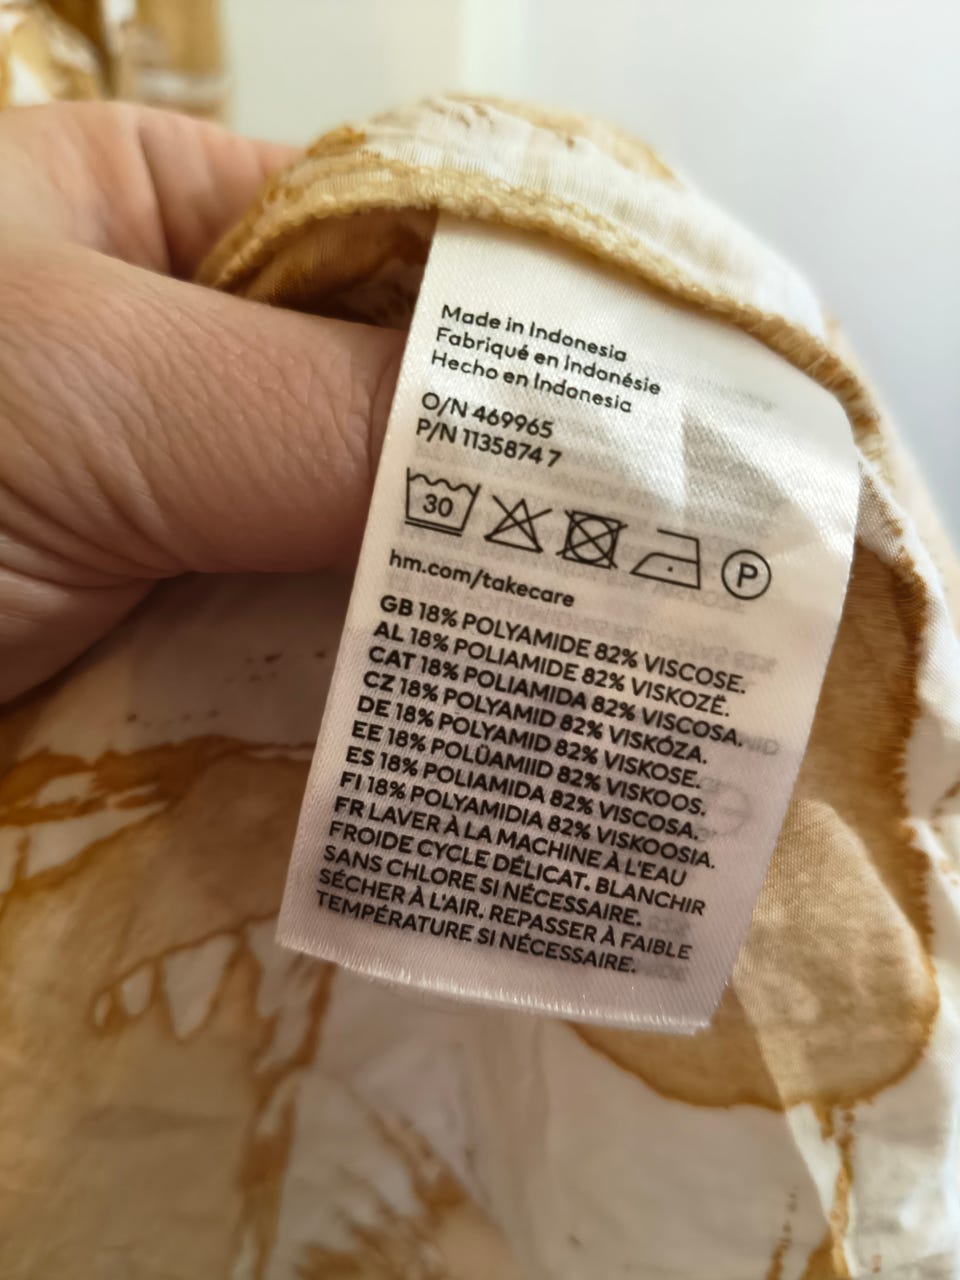 Made in Indonesia
Fabriqué en Indonésie
Hecho en Indonesia
O/N 469965
P/N 1135874 7
30
P
hm.com/takecare
GB 18% POLYAMIDE 82% VISCOSE.
AL 18% POLIAMIDE 82% VISKOZË.
CAT 18% POLIAMIDA 82% VISCOSA.
CZ 18% POLYAMID 82% VISKÓZA.
DE 18% POLYAMID 82% VISKOSE.
EE 18% POLÜAMIID 82% VISKOOS.
ES 18% POLIAMIDA 82% VISCOSA.
FI 18% POLYAMIDIA 82% VISKOOSIA.
FR LAVER À LA MACHINE À L'EAU
FROIDE CYCLE DÉLICAT. BLANCHIR
SANS CHLORE SI NÉCESSAIRE.
SÉCHER À L'AIR. REPASSER À FAIBLE
TEMPÉRATURE SI NÉCESSAIRE.